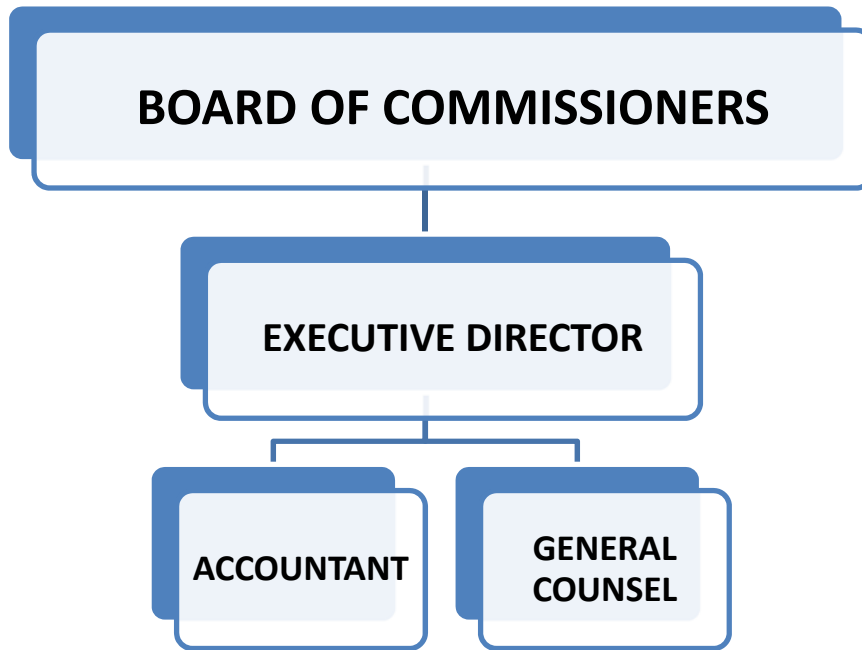 BOARD OF COMMISSIONERS
EXECUTIVE DIRECTOR
ACCOUNTANT
GENERAL
COUNSEL